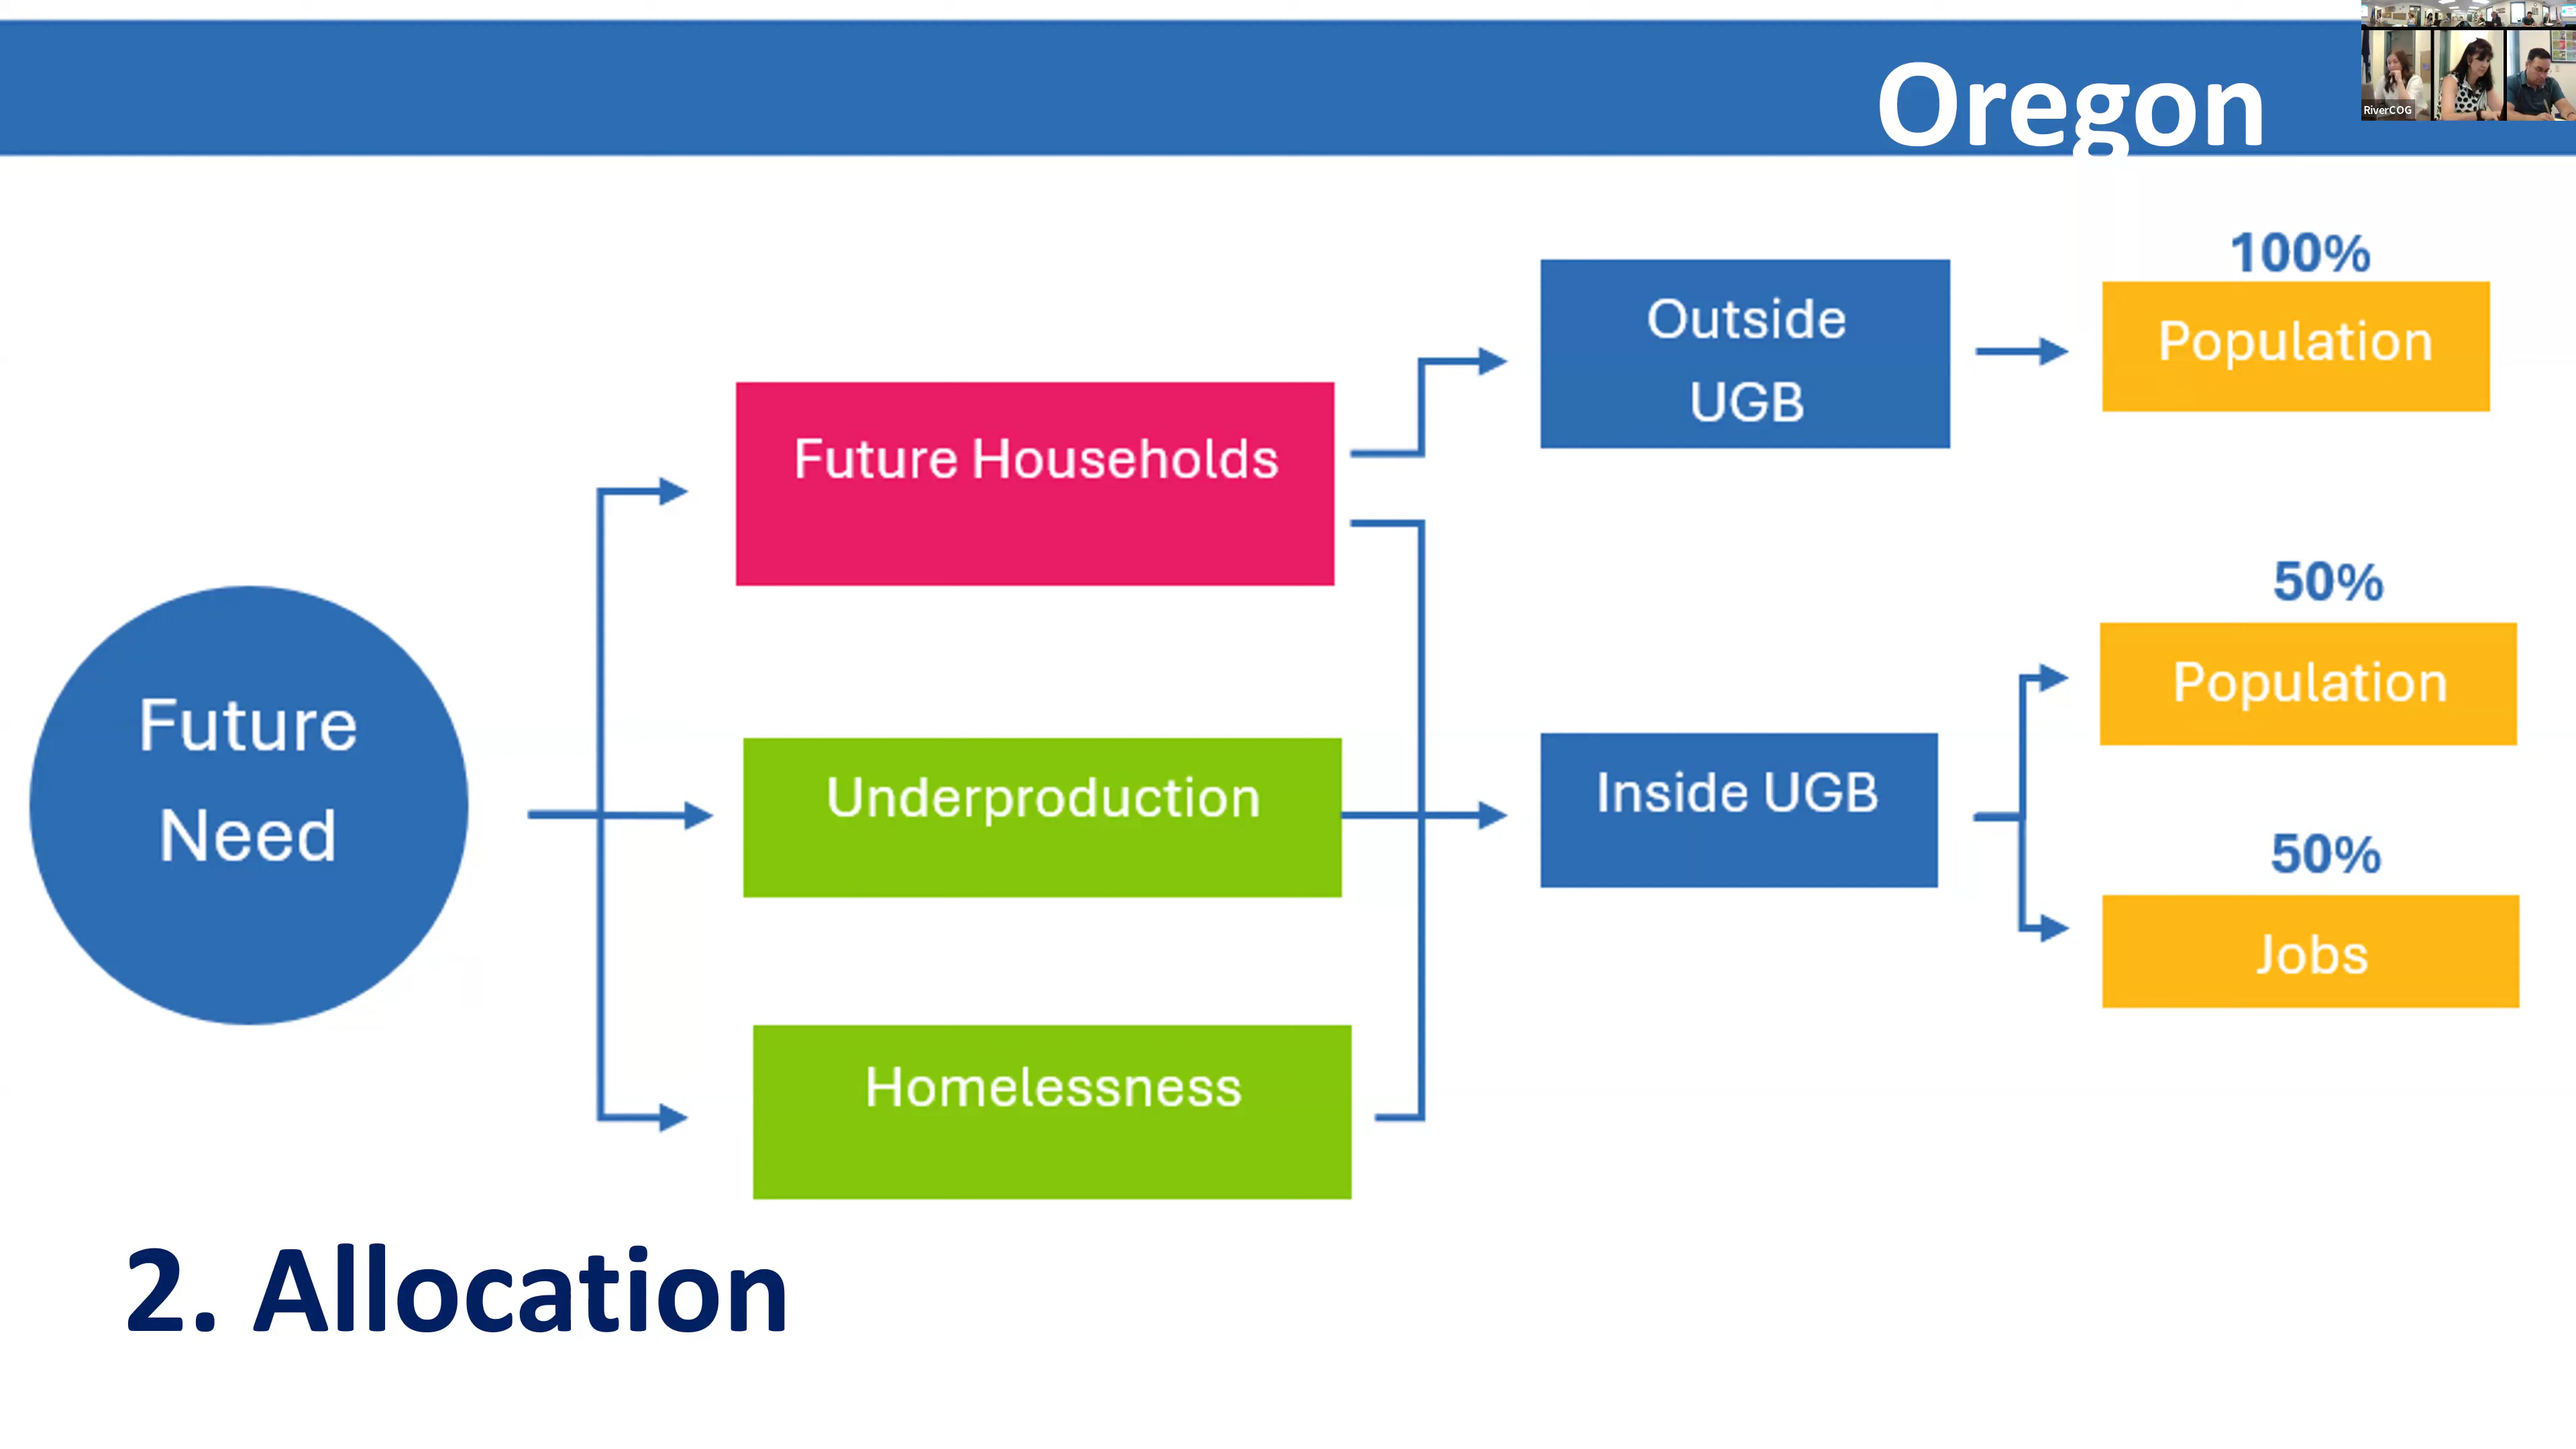 Oregon
RiverCOG
100%
Outside
UGB
Population
Future Households
50%
Population
Future
Need
Underproduction
Inside UGB
50%
Jobs
Homelessness
2. Allocation